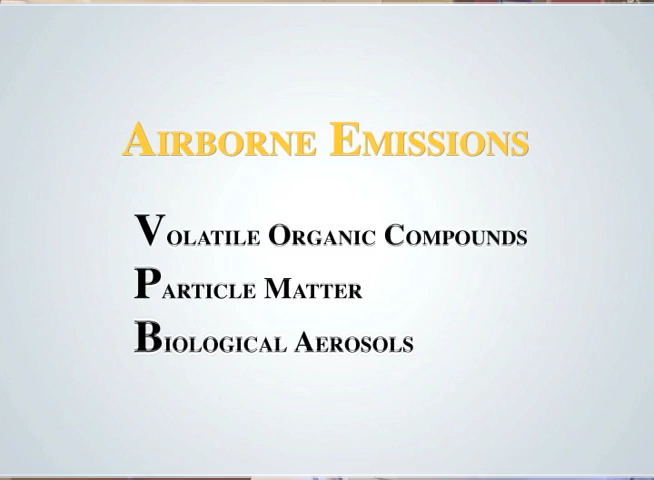 AIRBORNE EMISSIONS
VOLATILE ORGANIC COMPOUNDS
PARTICLE MATTER
BIOLOGICAL AEROSOLS